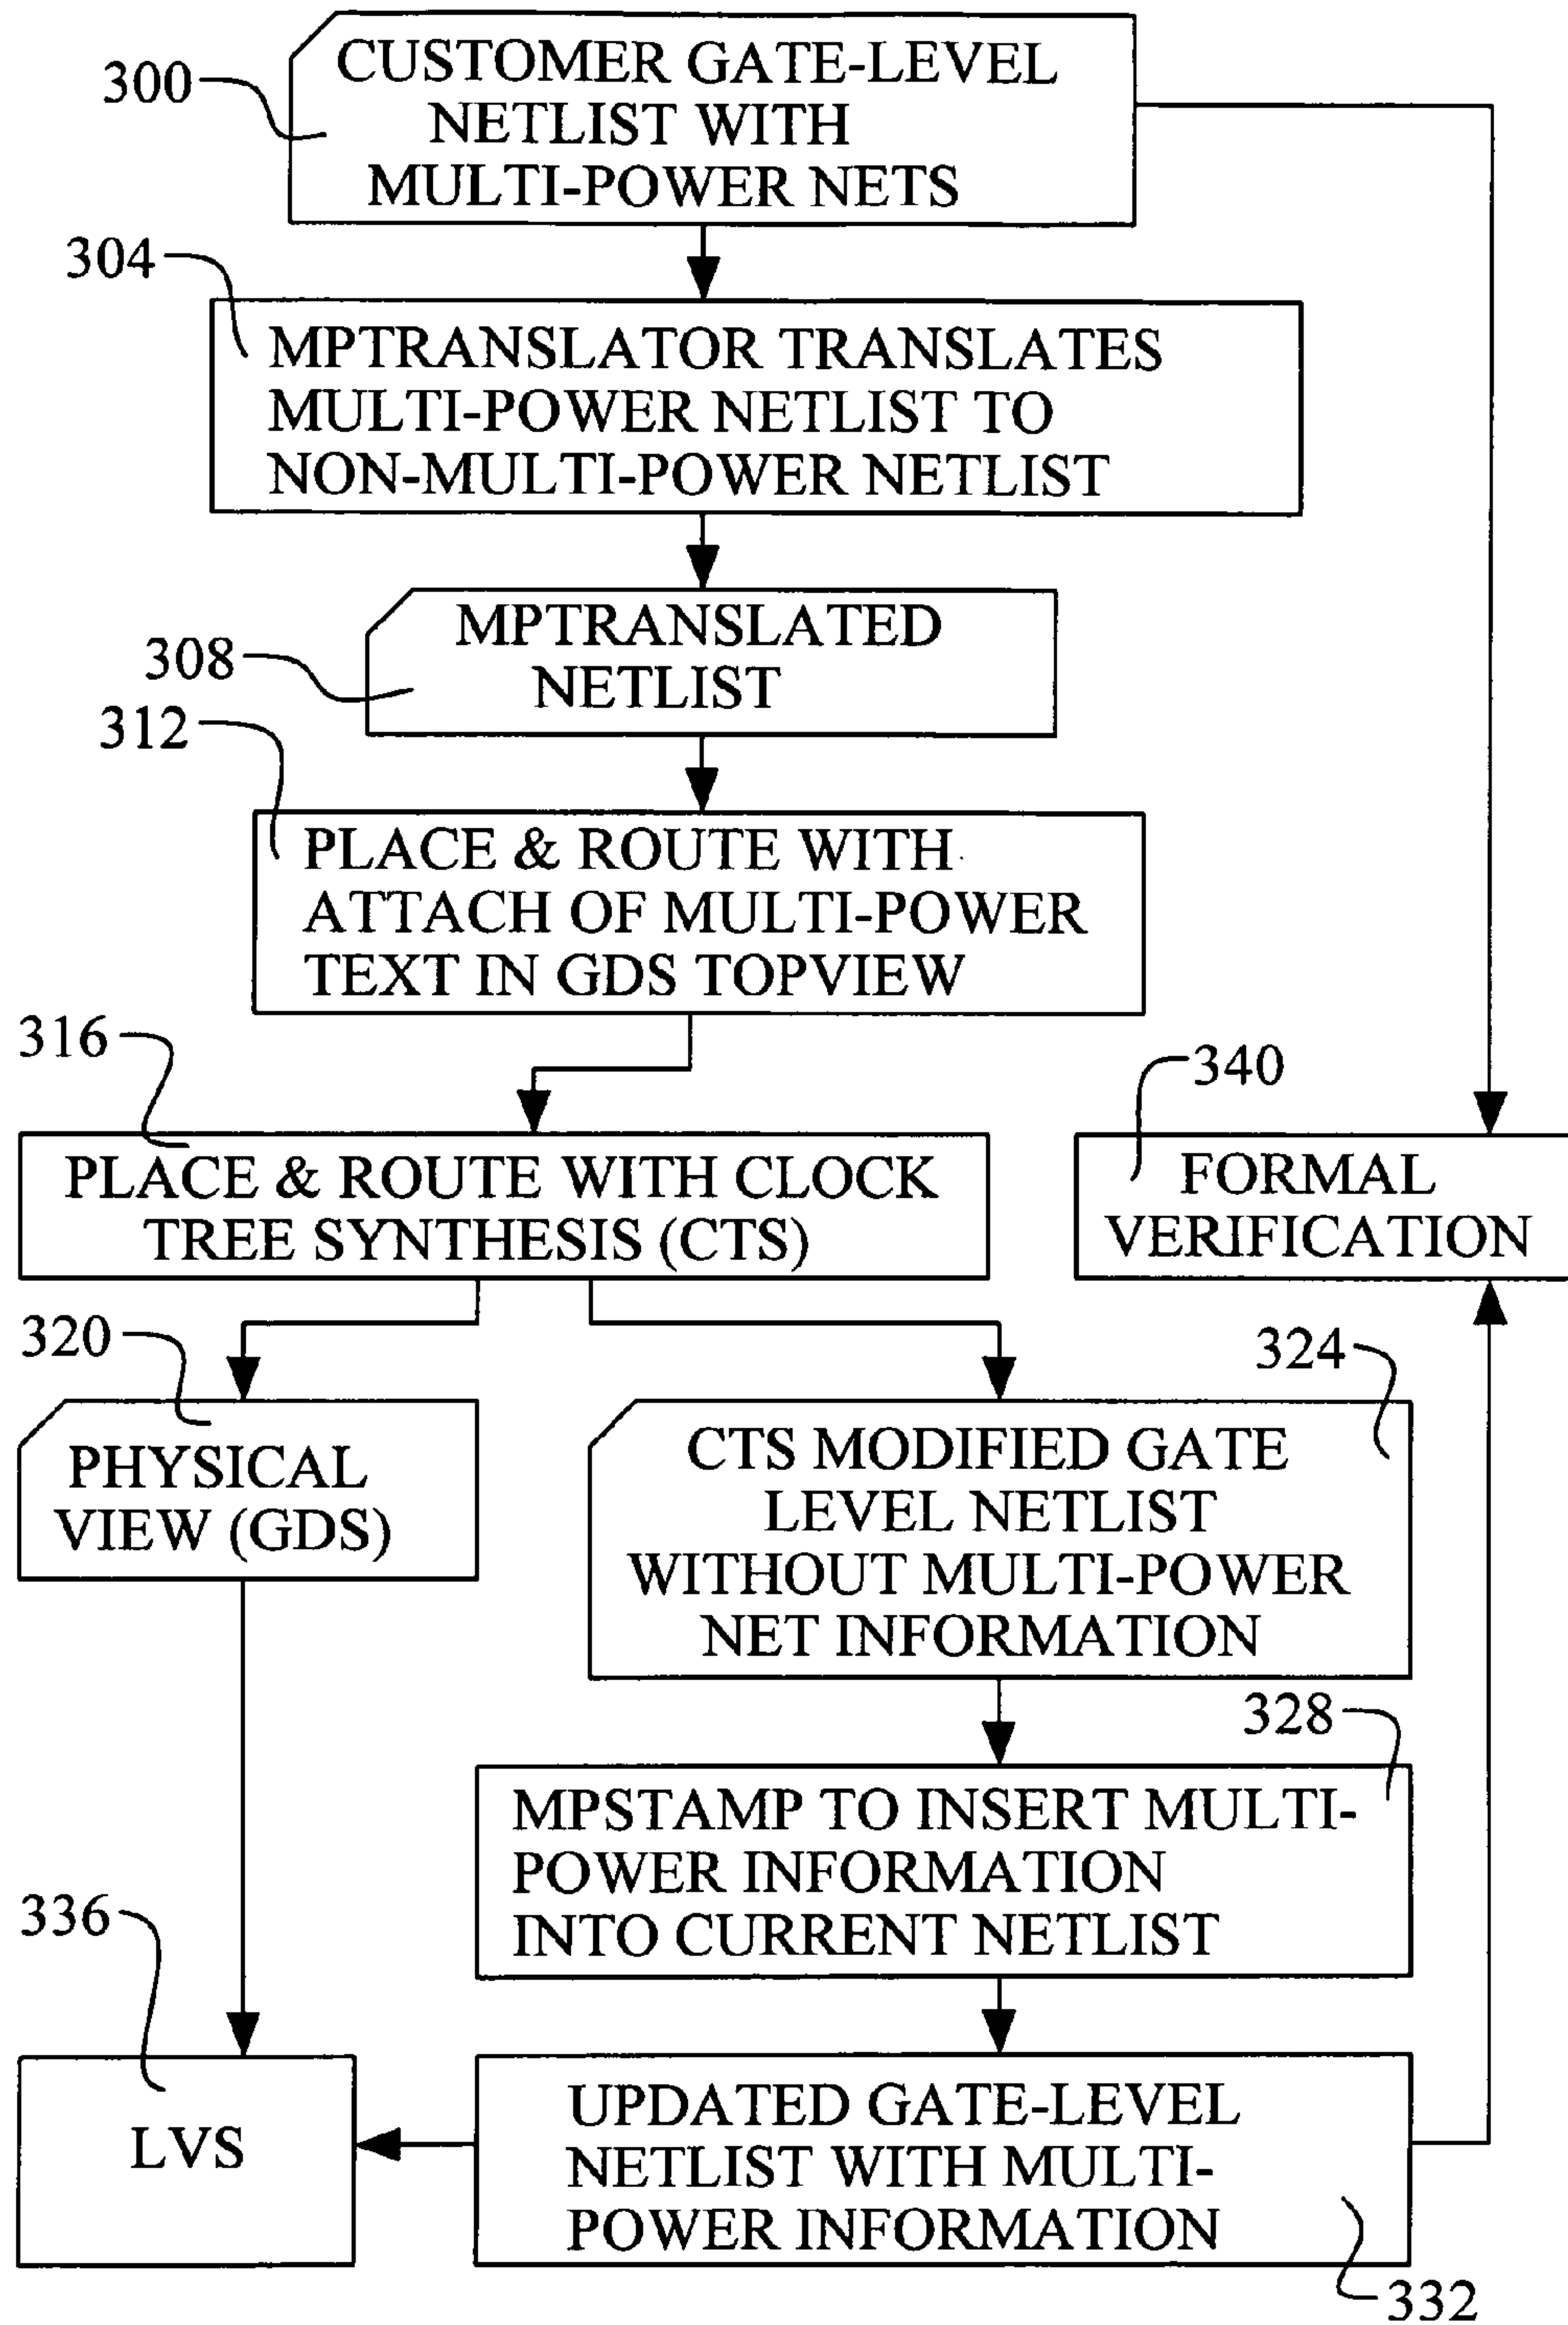 300
CUSTOMER GATE-LEVEL
NETLIST WITH
MULTI-POWER NETS
304
MPTRANSLATOR TRANSLATES
MULTI-POWER NETLIST TO
NON-MULTI-POWER NETLIST
308
MPTRANSLATED
NETLIST
312
PLACE & ROUTE WITH
ATTACH OF MULTI-POWER
TEXT IN GDS TOPVIEW
316
PLACE & ROUTE WITH CLOCK
TREE SYNTHESIS (CTS)
340
FORMAL
VERIFICATION
320
PHYSICAL
VIEW (GDS)
324
CTS MODIFIED GATE
LEVEL NETLIST
WITHOUT MULTI-POWER
NET INFORMATION
328
MPSTAMP TO INSERT MULTI-
POWER INFORMATION
INTO CURRENT NETLIST
336
LVS
UPDATED GATE-LEVEL
NETLIST WITH MULTI-
POWER INFORMATION
332